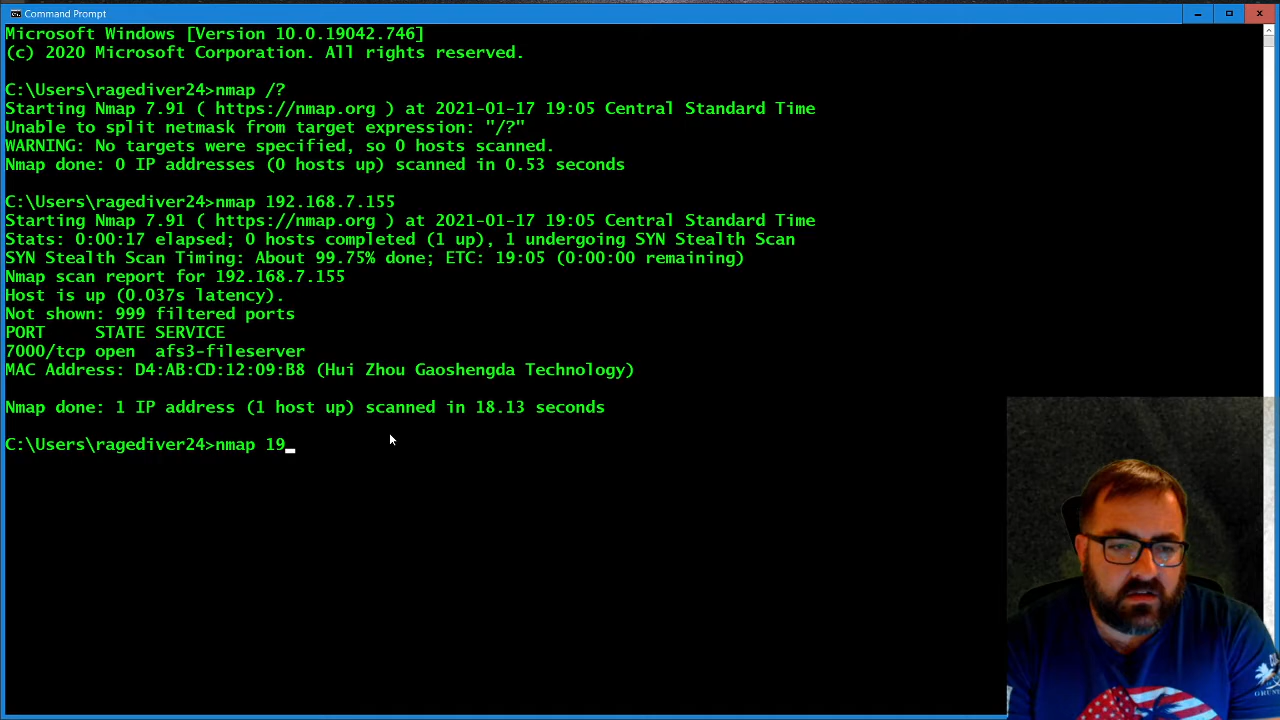 Command Prompt
Microsoft Windows [Version 10.0.19042.746]
(c) 2020 Microsoft Corporation. All rights reserved.
C:\Users\ragediver24>nmap /?
Starting Nmap 7.91 ( https://nmap.org ) at 2021-01-17 19:05 Central Standard Time
Unable to split netmask from target expression: "/?"
WARNING: No targets were specified, so 0 hosts scanned.
Nmap done: 0 IP addresses (0 hosts up) scanned in 0.53 seconds
C:\Users\ragediver24>nmap 192.168.7.155
Starting Nmap 7.91 ( https://nmap.org ) at 2021-01-17 19:05 Central Standard Time
Stats: 0:00:17 elapsed; 0 hosts completed (1 up), 1 undergoing SYN Stealth Scan
SYN Stealth Scan Timing: About 99.75% done; ETC: 19:05 (0:00:00 remaining)
Nmap scan report for 192.168.7.155
Host is up (0.037s latency).
Not shown: 999 filtered ports
PORT     STATE SERVICE
7000/tcp open  afs3-fileserver
MAC Address: D4:AB:CD:12:09:B8 (Hui Zhou Gaoshengda Technology)
Nmap done: 1 IP address (1 host up) scanned in 18.13 seconds
C:\Users\ragediver24>nmap 19